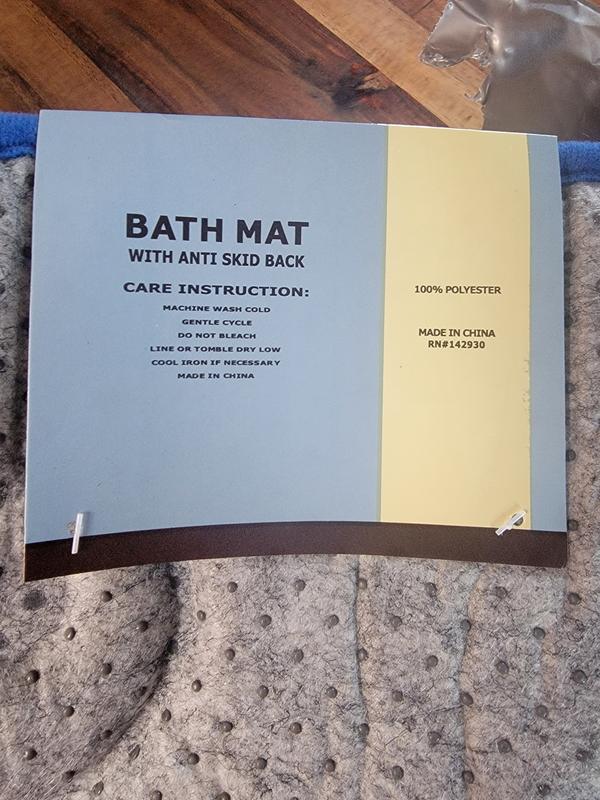 BATH MAT
WITH ANTI SKID BACK
CARE INSTRUCTION:
MACHINE WASH COLD
GENTLE CYCLE
DO NOT BLEACH
LINE OR TOMBLE DRY LOW
COOL IRON IF NECESSARY
MADE IN CHINA
100% POLYESTER
MADE IN CHINA
RN#142930